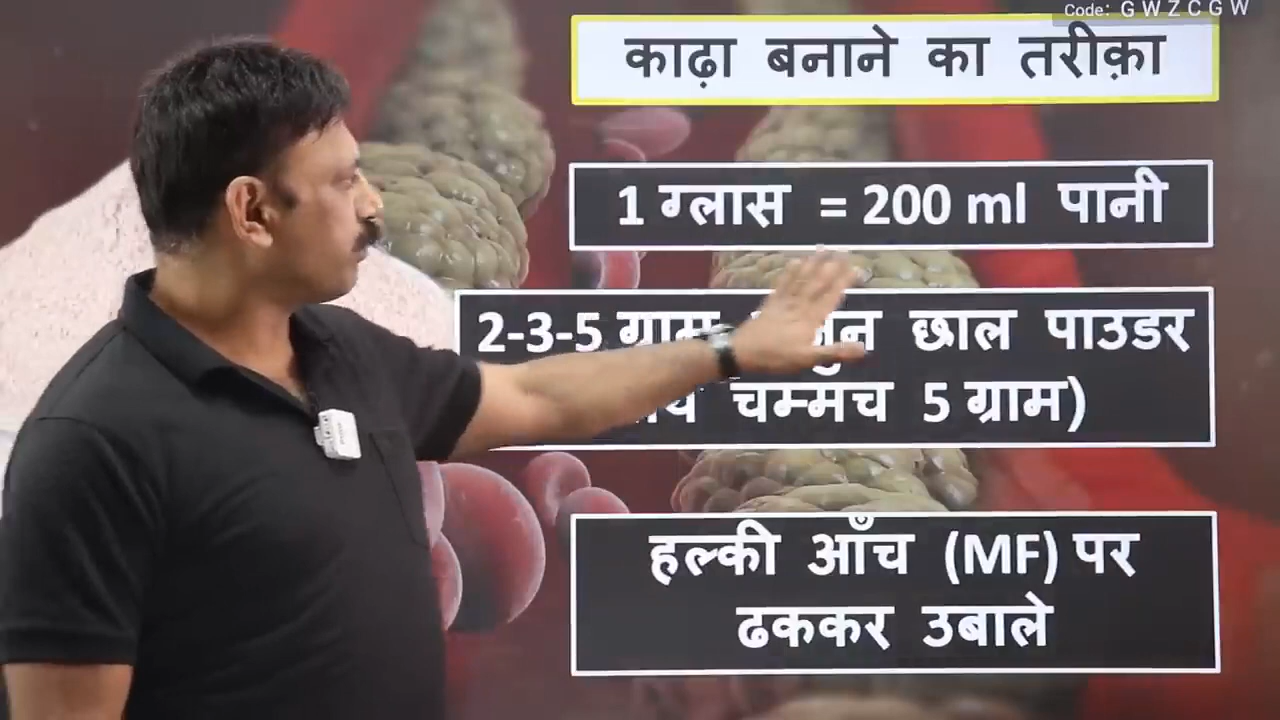 Code: G W Z C G W
काढ़ा बनाने का तरीक़ा
1 ग्लास = 200 ml पानी
2-3-5 ग्राम छाल पाउडर
चम्मच 5 ग्राम)
हल्की आँच (MF) पर
ढककर उबाले